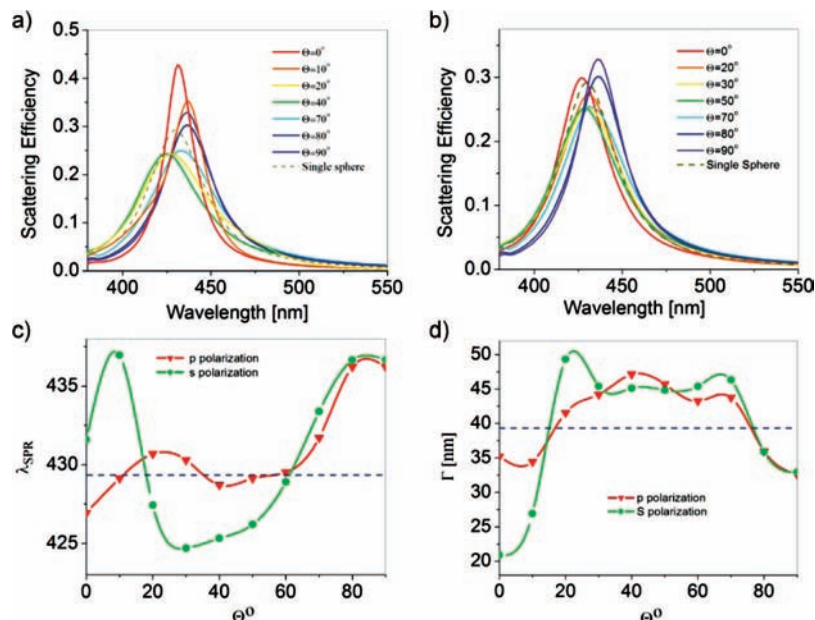 a)
Scattering Efficiency
0.5
0.4
0.3
0.2
0.1
0.0
400
450
500
550
Wavelength [nm]
Θ=0°
Θ=10°
Θ=20°
Θ=40°
Θ=70°
Θ=80°
Θ=90°
Single sphere
b)
Scattering Efficiency
0.3
0.2
0.1
0.0
400
450
500
550
Wavelength [nm]
Θ=0°
Θ=20°
Θ=30°
Θ=50°
Θ=70°
Θ=80°
Θ=90°
Single Sphere
c)
λSPR
435
430
425
0
20
40
60
80
Θ°
p polarization
s polarization
d)
Γ [nm]
50
45
40
35
30
25
20
0
20
40
60
80
Θ°
p polarization
S polarization